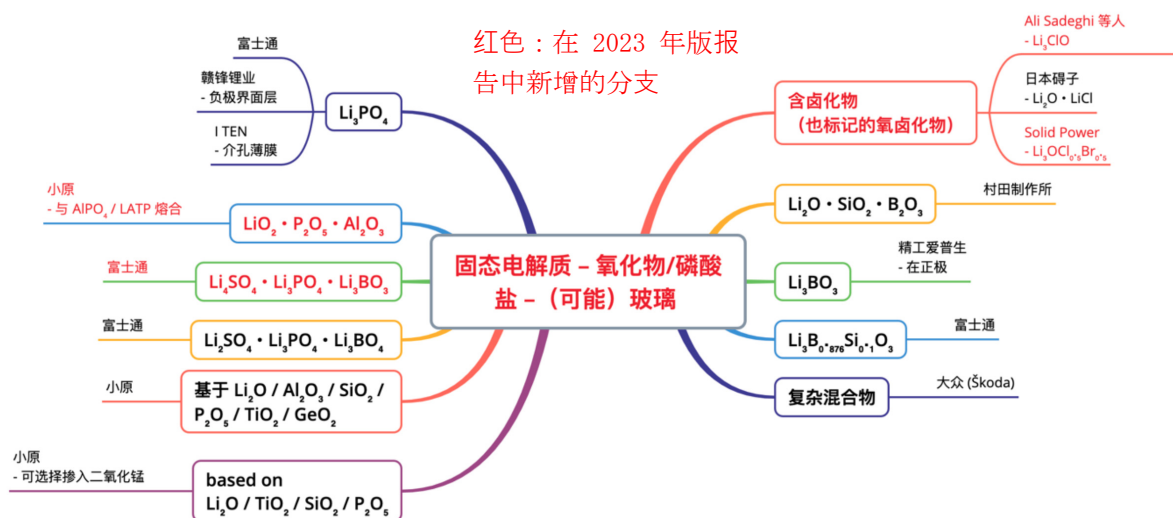 红色：在 2023 年版报
告中新增的分支
固态电解质 – 氧化物/磷酸
盐 –（可能）玻璃
富士通
赣锋锂业
- 负极界面层
I TEN
- 介孔薄膜
Li₃PO₄
小原
- 与 AlPO₄ / LATP 熔合
LiO₂・P₂O₅・Al₂O₃
富士通
Li₄SO₄・Li₃PO₄・Li₃BO₃
富士通
Li₂SO₄・Li₃PO₄・Li₃BO₄
小原
基于 Li₂O / Al₂O₃ / SiO₂ /
P₂O₅ / TiO₂ / GeO₂
小原
- 可选择掺入二氧化锰
based on
Li₂O / TiO₂ / SiO₂ / P₂O₅
含卤化物
（也标记的氧卤化物）
Ali Sadeghi 等人
- Li₃ClO
日本碍子
- Li₂O・LiCl
Solid Power
- Li₃OCl₀.₅Br₀.₅
Li₂O・SiO₂・B₂O₃
村田制作所
Li₃BO₃
精工爱普生
- 在正极
Li₃B₀.₈₇₆Si₀.₁O₃
富士通
复杂混合物
大众 (Škoda)